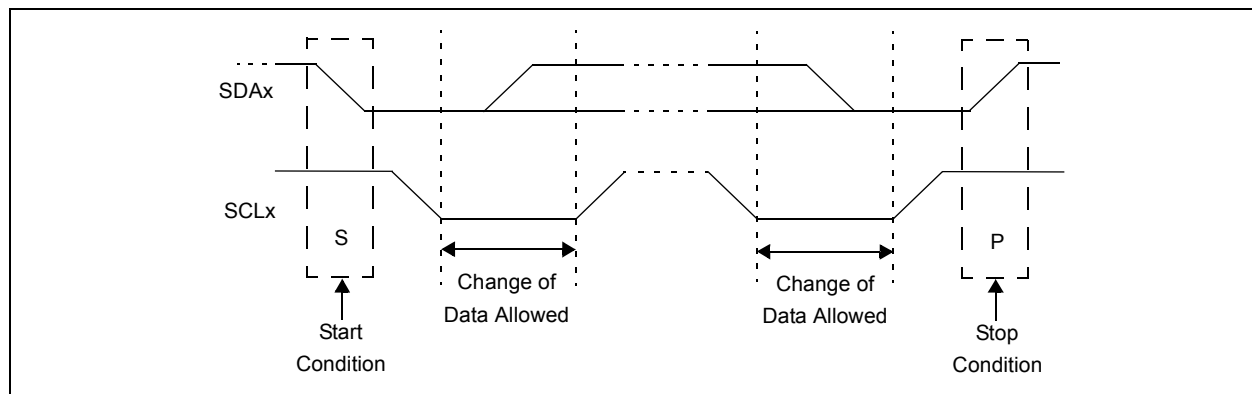 SDAx
SCLx
S
P
Change of
Data Allowed
Change of
Data Allowed
Start
Condition
Stop
Condition